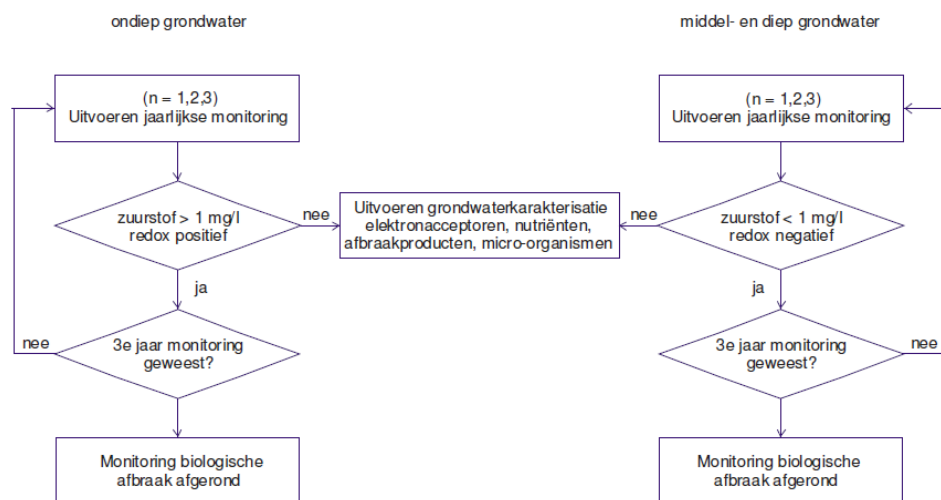 ondiep grondwater
middel- en diep grondwater
(n = 1,2,3)
Uitvoeren jaarlijkse monitoring
(n = 1,2,3)
Uitvoeren jaarlijkse monitoring
zuurstof > 1 mg/l
redox positief
nee
Uitvoeren grondwaterkarakterisatie
elektronacceptoren, nutriënten,
afbraakproducten, micro-organismen
nee
zuurstof < 1 mg/l
redox negatief
ja
ja
nee
3e jaar monitoring
geweest?
3e jaar monitoring
geweest?
nee
Monitoring biologische
afbraak afgerond
Monitoring biologische
afbraak afgerond